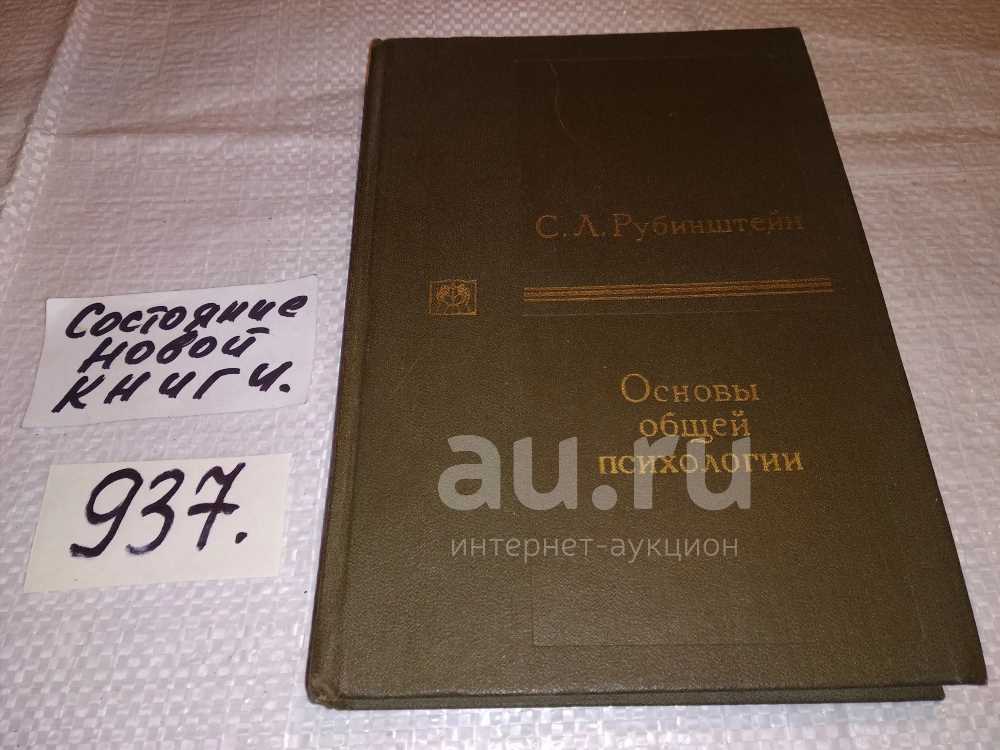 С. Л. Рубинштейн
Основы
общей
психологии
Состояние
новой
книги.
937.
au.ru
интернет-аукцион